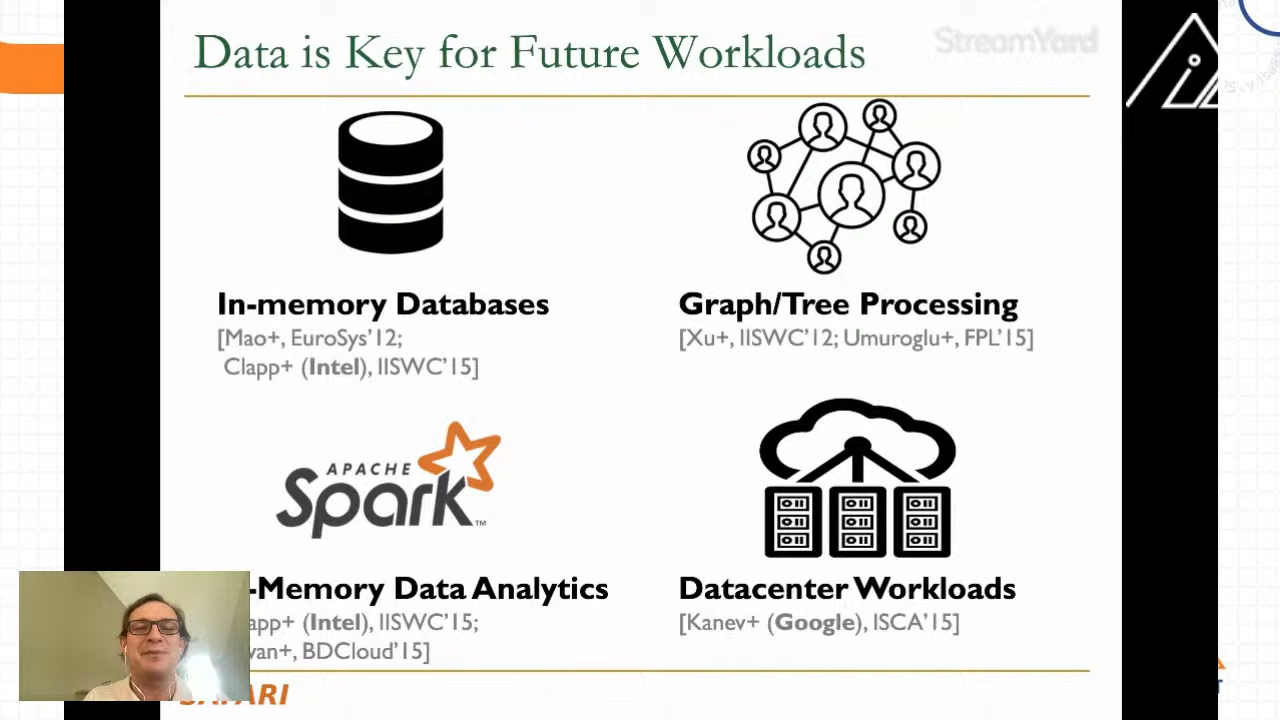 Data is Key for Future Workloads
StreamYard
In-memory Databases
[Mao+, EuroSys’12;
Clapp+ (Intel), IISWC’15]
Graph/Tree Processing
[Xu+, IISWC’12; Umuroglu+, FPL’15]
APACHE
Spark™
-Memory Data Analytics
app+ (Intel), IISWC’15;
van+, BDCloud’15]
Datacenter Workloads
[Kanev+ (Google), ISCA’15]
SAFARI